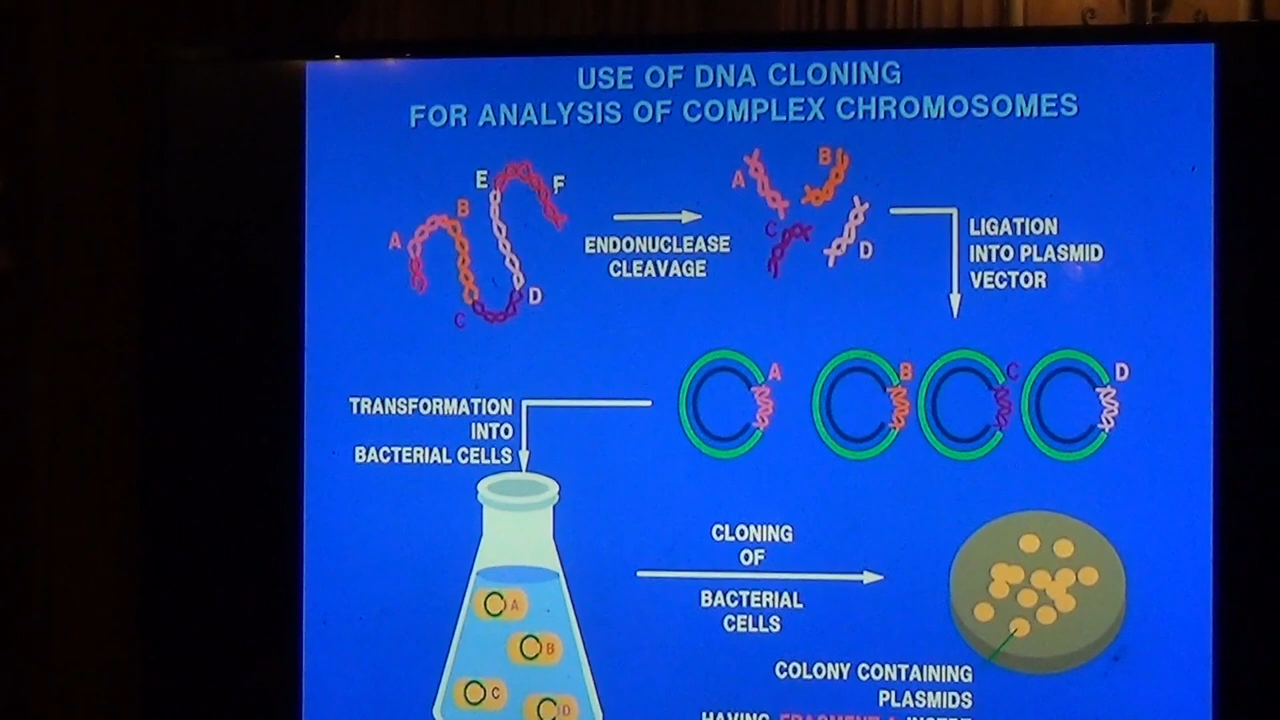 USE OF DNA CLONING
FOR ANALYSIS OF COMPLEX CHROMOSOMES
A
B
C
D
E
F
ENDONUCLEASE
CLEAVAGE
A
B
C
D
LIGATION
INTO PLASMID
VECTOR
A
B
C
D
TRANSFORMATION
INTO
BACTERIAL CELLS
A
B
C
D
CLONING
OF
BACTERIAL
CELLS
COLONY CONTAINING
PLASMIDS
HAVING